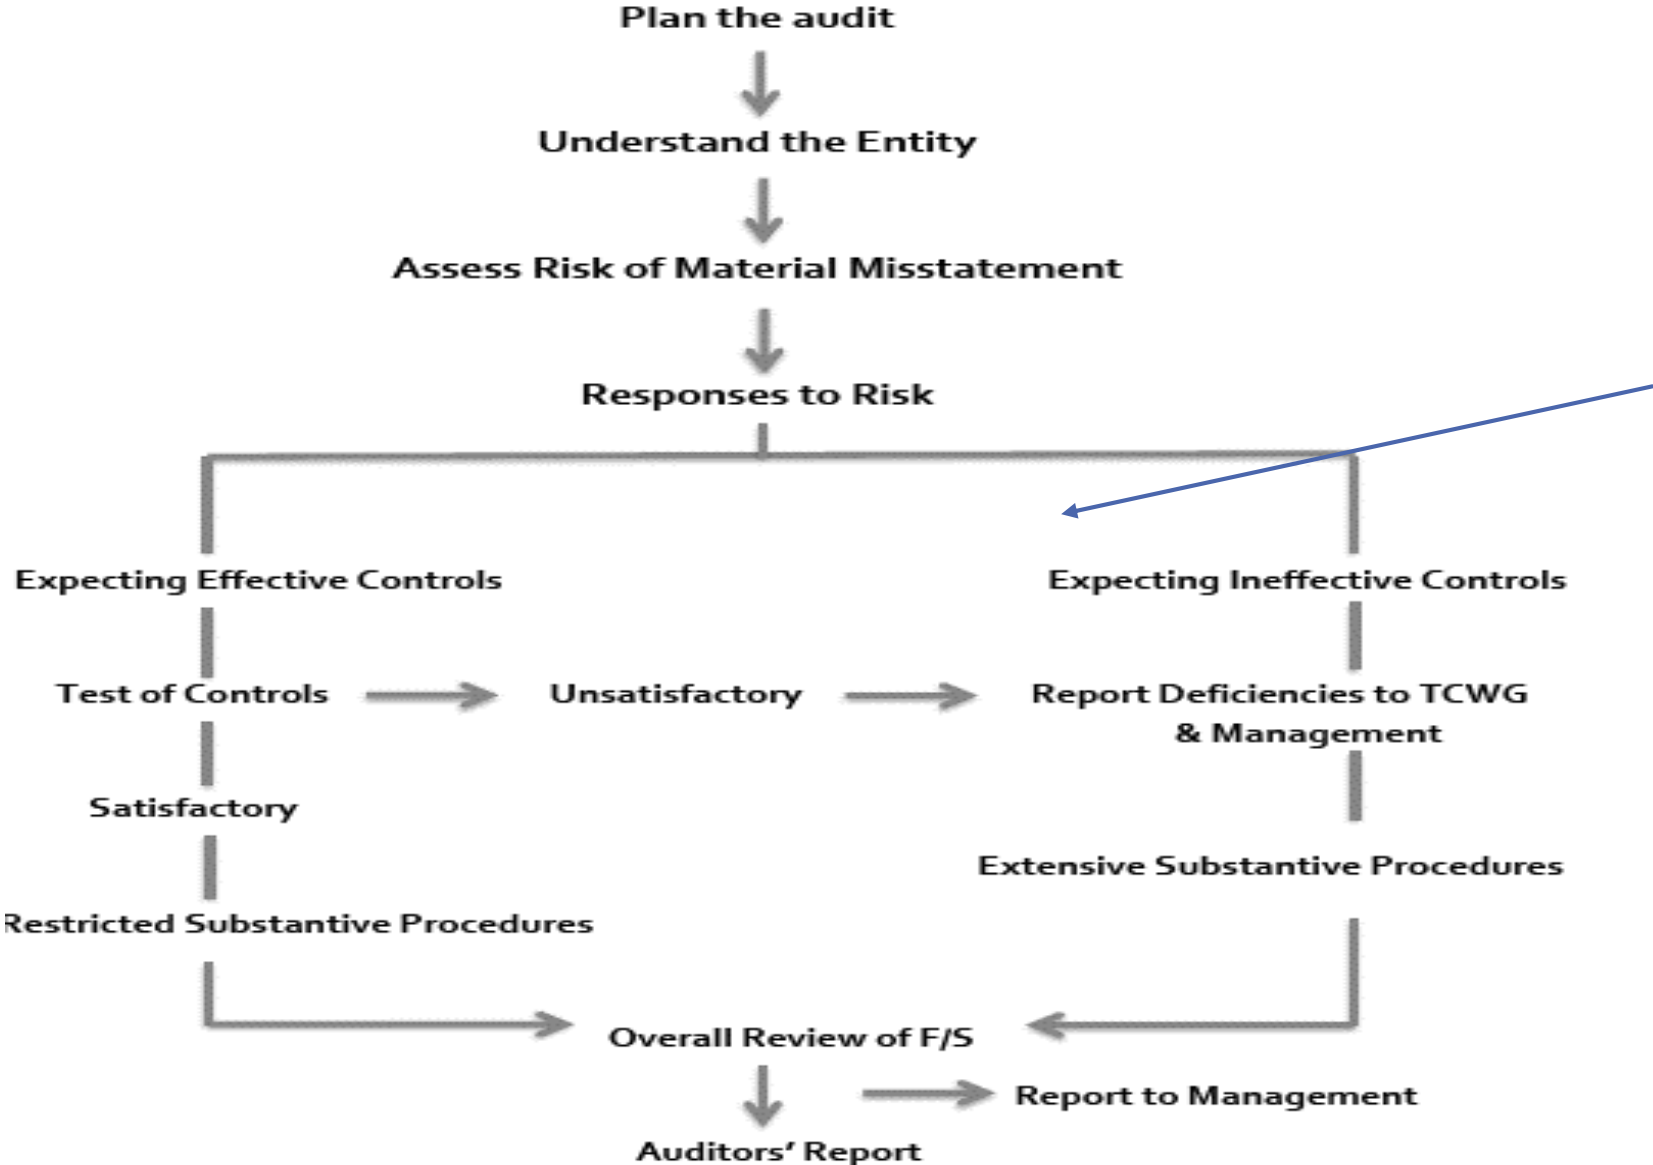 Plan the audit
Understand the Entity
Assess Risk of Material Misstatement
Responses to Risk
Expecting Effective Controls
Expecting Ineffective Controls
Test of Controls
Unsatisfactory
Report Deficiencies to TCWG
& Management
Satisfactory
Extensive Substantive Procedures
Restricted Substantive Procedures
Overall Review of F/S
Report to Management
Auditors' Report